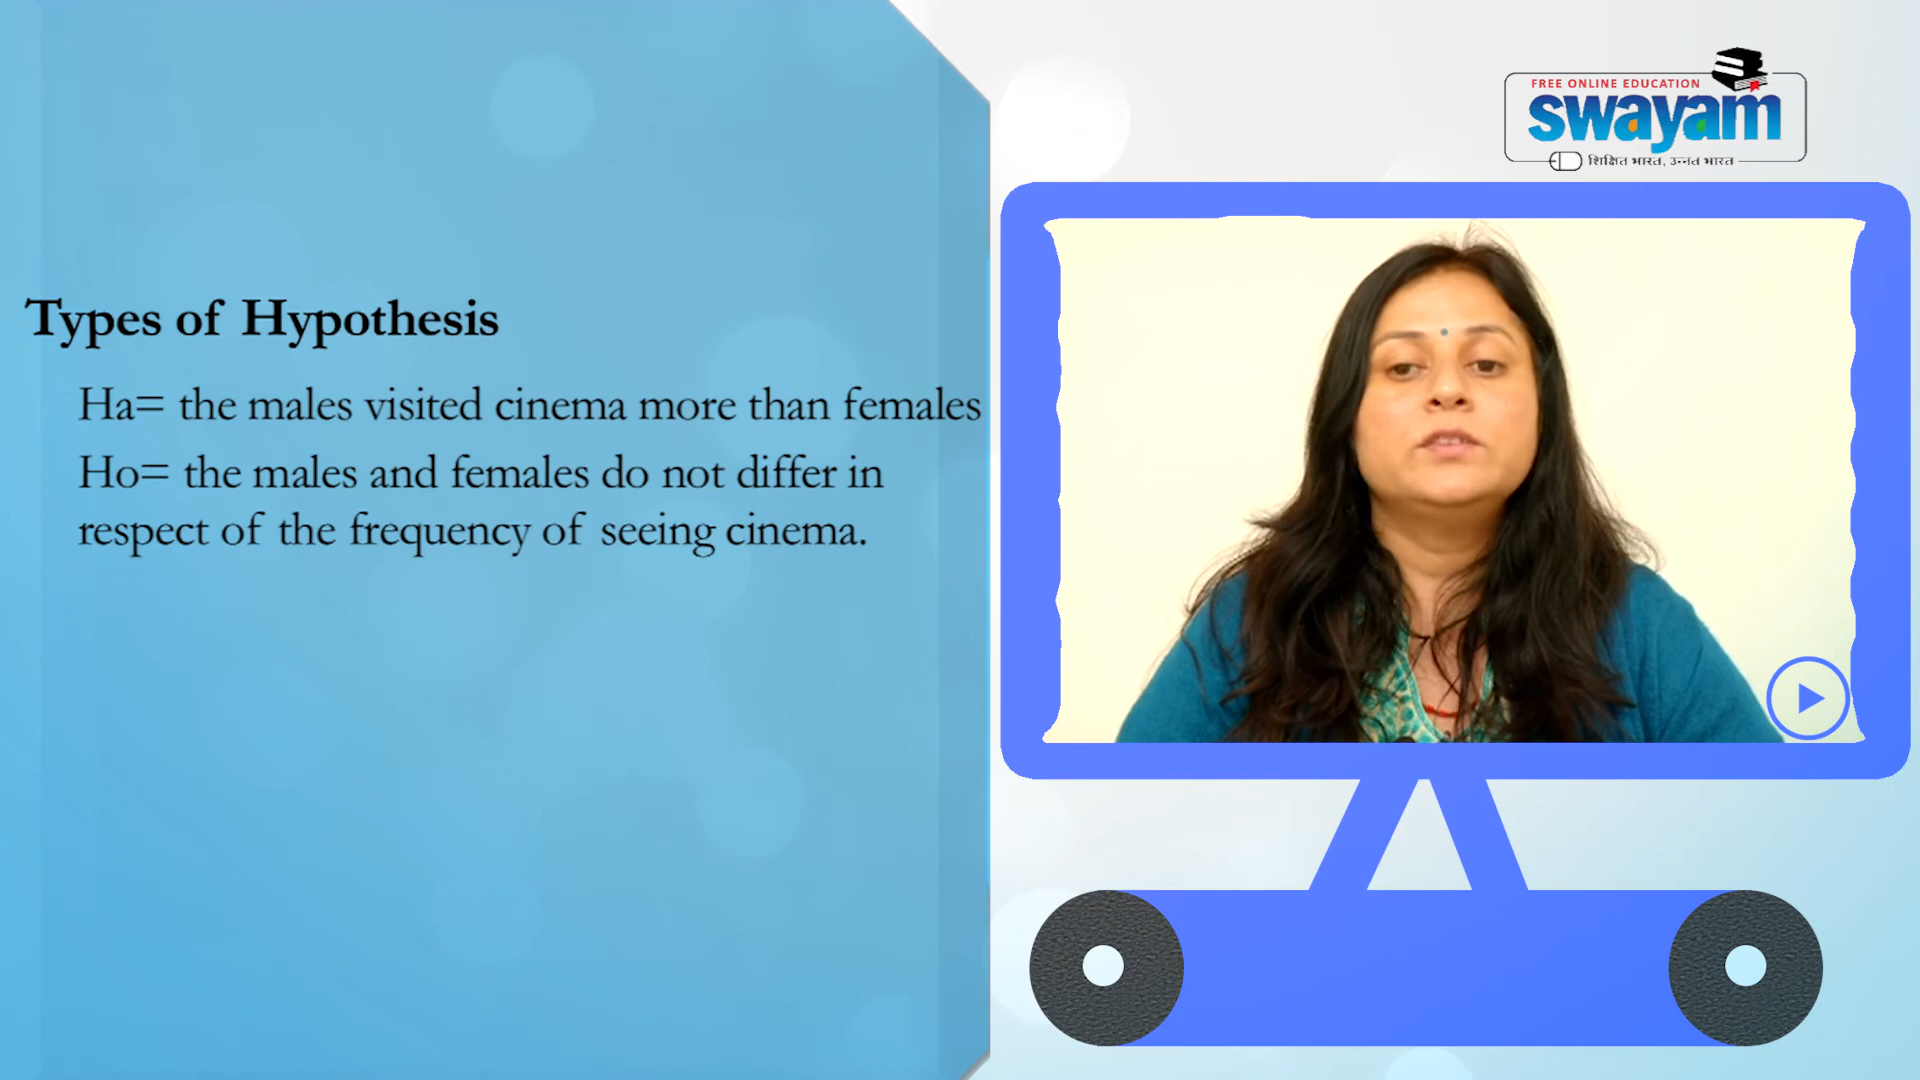 Types of Hypothesis
Ha= the males visited cinema more than females
Ho= the males and females do not differ in
respect of the frequency of seeing cinema.
FREE ONLINE EDUCATION
swayam
शिक्षित भारत, उन्नत भारत